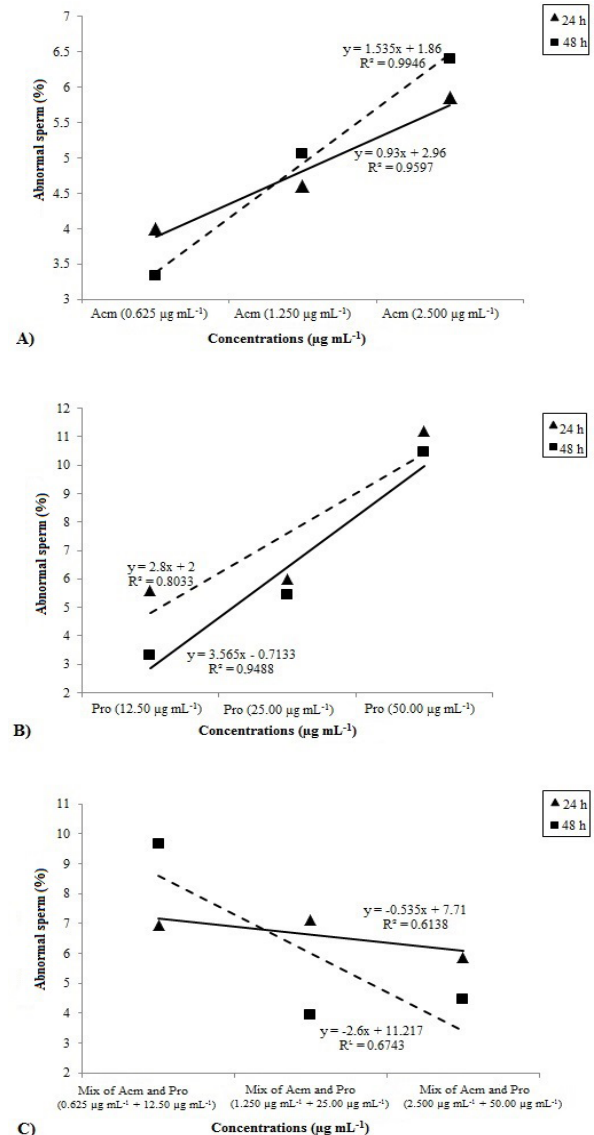 7
24 h
48 h
6.5
y = 1.535x + 1.86
R² = 0.9946
6
5.5
y = 0.93x + 2.96
R² = 0.9597
5
4.5
4
3.5
3
Abnormal sperm (%)
Acm (0.625 µg mL-1) Acm (1.250 µg mL-1) Acm (2.500 µg mL-1)
A) Concentrations (µg mL-1)
12
24 h
48 h
11
10
9
8
7
y = 2.8x + 2
R² = 0.8033
6
5
4
y = 3.565x - 0.7133
R² = 0.9488
3
2
Abnormal sperm (%)
Pro (12.50 µg mL-1) Pro (25.00 µg mL-1) Pro (50.00 µg mL-1)
B) Concentrations (µg mL-1)
11
24 h
48 h
10
9
8
y = -0.535x + 7.71
R² = 0.6138
7
6
5
4
y = -2.6x + 11.217
R² = 0.6743
3
2
Abnormal sperm (%)
Mix of Acm and Pro Mix of Acm and Pro Mix of Acm and Pro
(0.625 µg mL-1 + 12.50 µg mL-1) (1.250 µg mL-1 + 25.00 µg mL-1) (2.500 µg mL-1 + 50.00 µg mL-1)
C) Concentrations (µg mL-1)